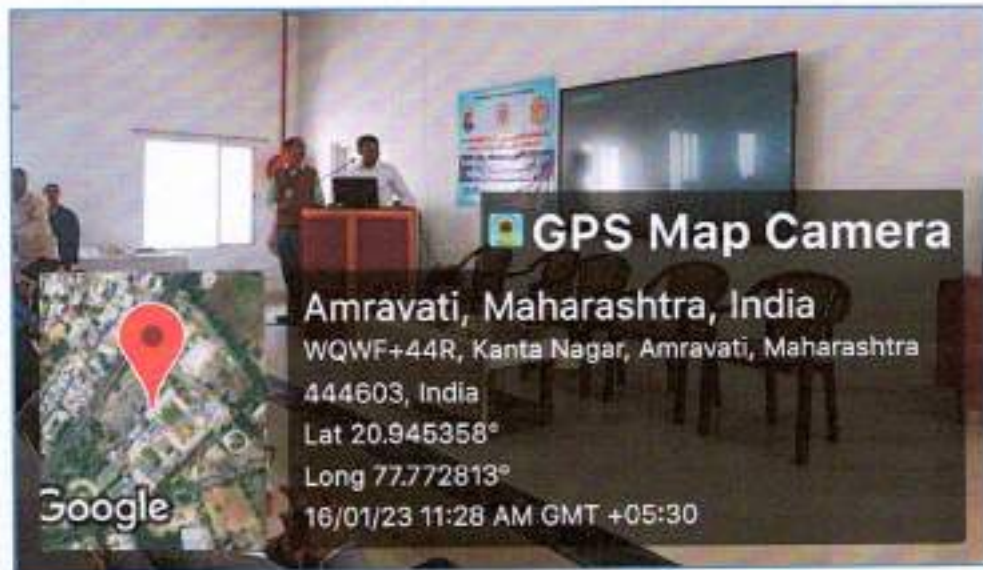 GPS Map Camera
Amravati, Maharashtra, India
WQWF+44R, Kanta Nagar, Amravati, Maharashtra
444603, India
Lat 20.945358°
Long 77.772813°
16/01/23 11:28 AM GMT +05:30
Google